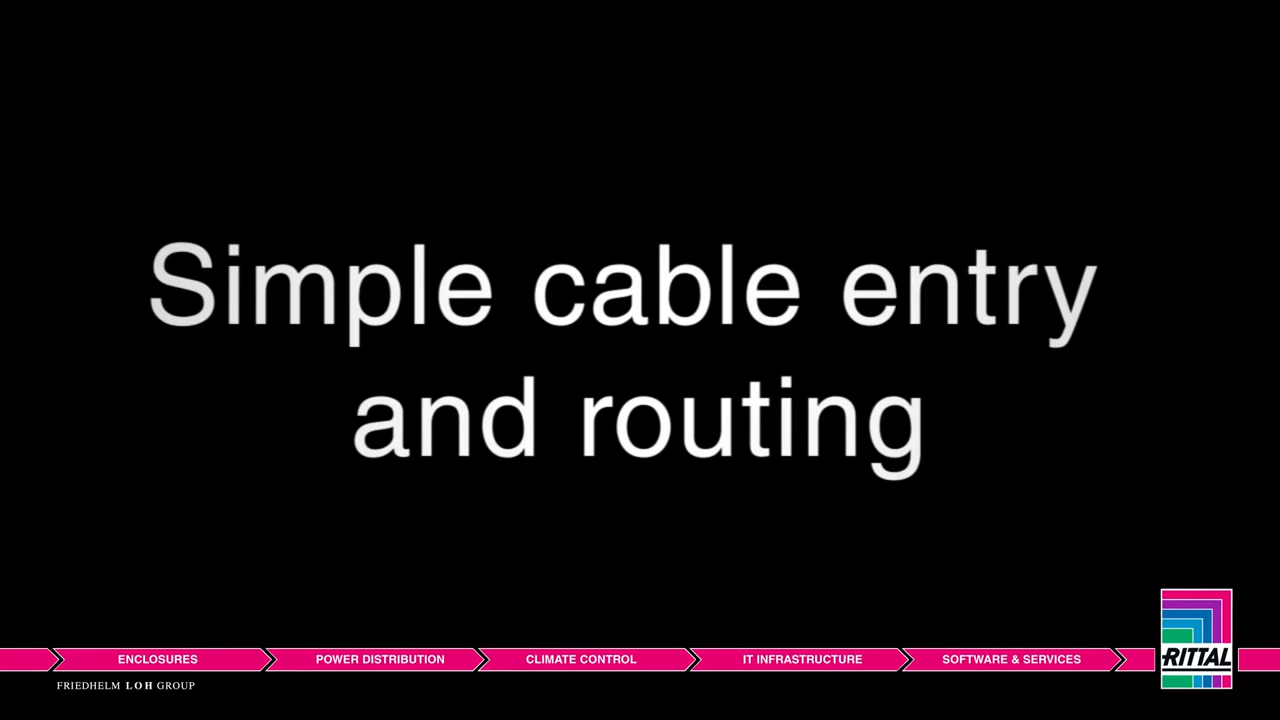 Simple cable entry
and routing
ENCLOSURES
POWER DISTRIBUTION
CLIMATE CONTROL
IT INFRASTRUCTURE
SOFTWARE & SERVICES
RITTAL
FRIEDHELM LOH GROUP